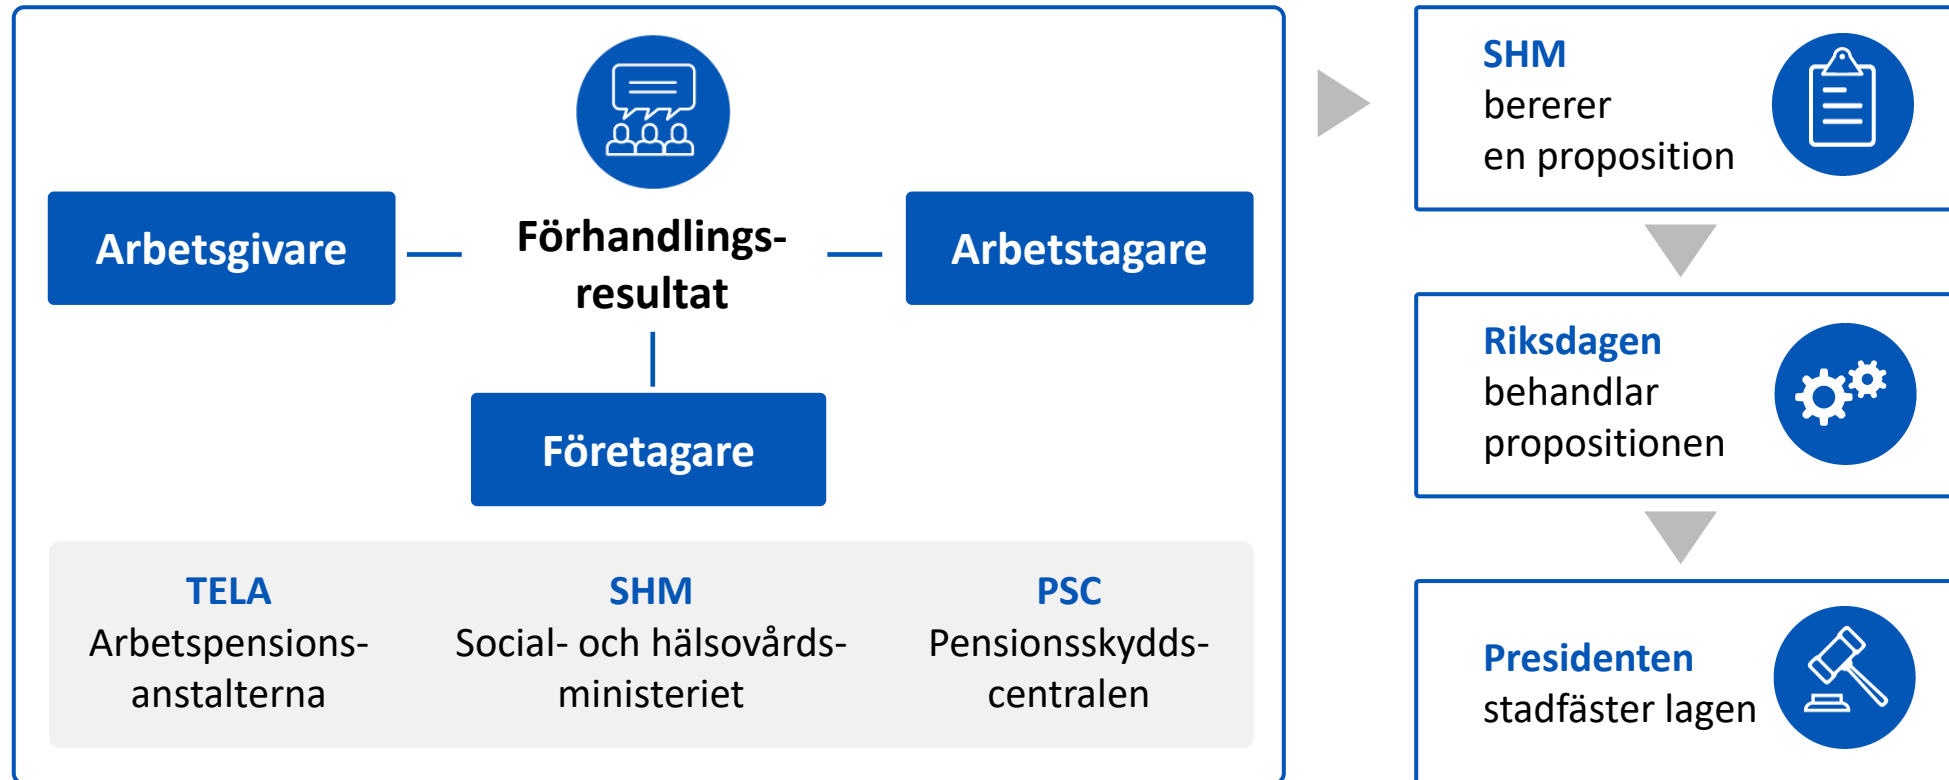 Förhandlings-
resultat
Arbetsgivare
Arbetstagare
Företagare
TELA
Arbetspensions-
anstalterna
SHM
Social- och hälsovårds-
ministeriet
PSC
Pensionsskydds-
centralen
SHM
bererer
en proposition
Riksdagen
behandlar
propositionen
Presidenten
stadfäster lagen